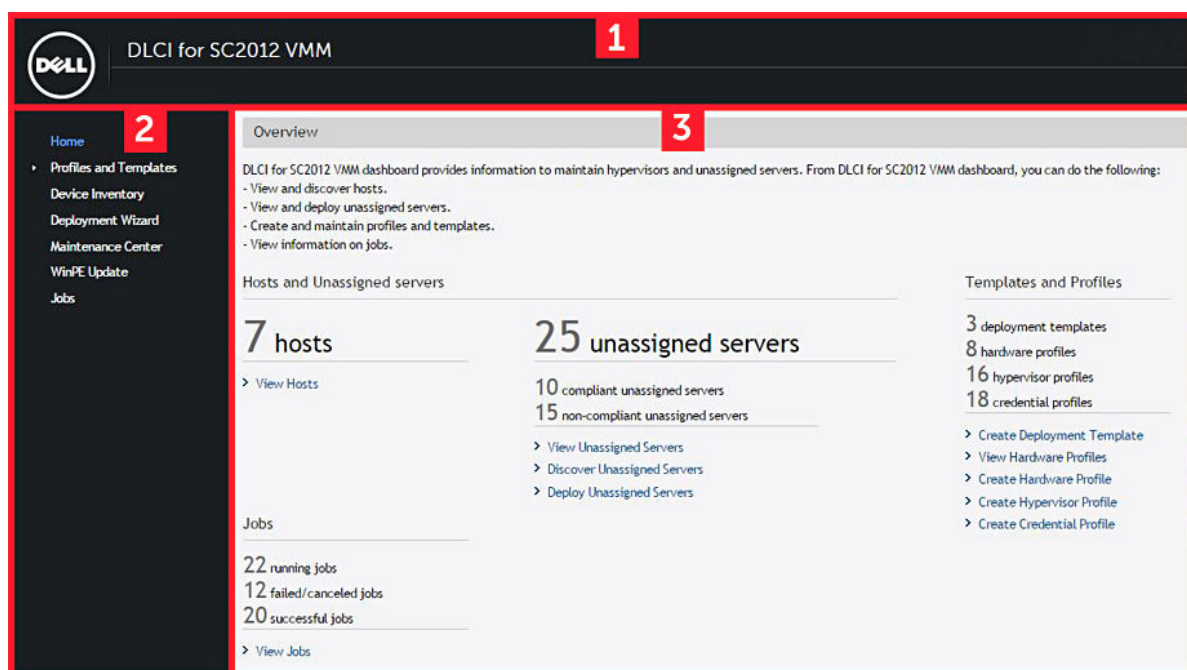 1
DELL
DLCI for SC2012 VMM
2
Home
Profiles and Templates
Device Inventory
Deployment Wizard
Maintenance Center
WinPE Update
Jobs
3
Overview
DLCI for SC2012 VMM dashboard provides information to maintain hypervisors and unassigned servers. From DLCI for SC2012 VMM dashboard, you can do the following:
- View and discover hosts.
- View and deploy unassigned servers.
- Create and maintain profiles and templates.
- View information on jobs.
Hosts and Unassigned servers
7 hosts
> View Hosts
25 unassigned servers
10 compliant unassigned servers
15 non-compliant unassigned servers
> View Unassigned Servers
> Discover Unassigned Servers
> Deploy Unassigned Servers
Templates and Profiles
3 deployment templates
8 hardware profiles
16 hypervisor profiles
18 credential profiles
> Create Deployment Template
> View Hardware Profiles
> Create Hardware Profile
> Create Hypervisor Profile
> Create Credential Profile
Jobs
22 running jobs
12 failed/canceled jobs
20 successful jobs
> View Jobs